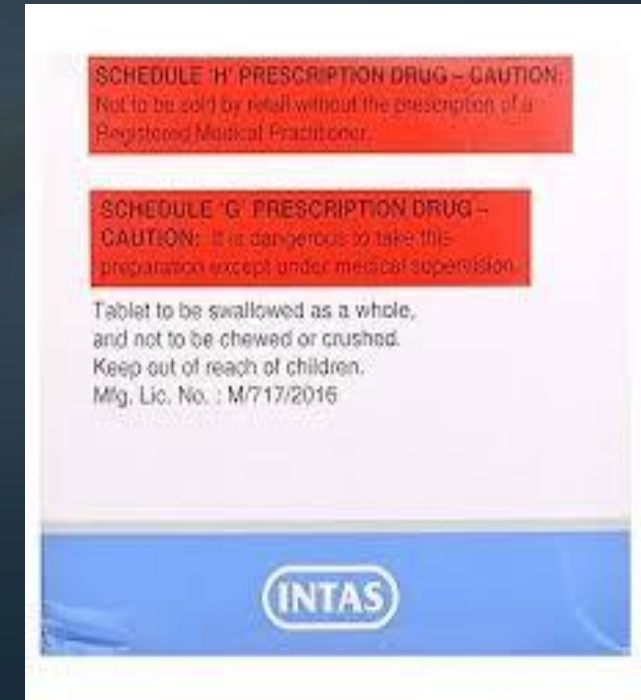 SCHEDULE 'H' PRESCRIPTION DRUG – CAUTION:
Not to be sold by retail without the prescription of a
Registered Medical Practitioner.
SCHEDULE 'G' PRESCRIPTION DRUG –
CAUTION: It is dangerous to take this
preparation except under medical supervision.
Tablet to be swallowed as a whole,
and not to be chewed or crushed.
Keep out of reach of children.
Mfg. Lic. No. : M/717/2016
INTAS